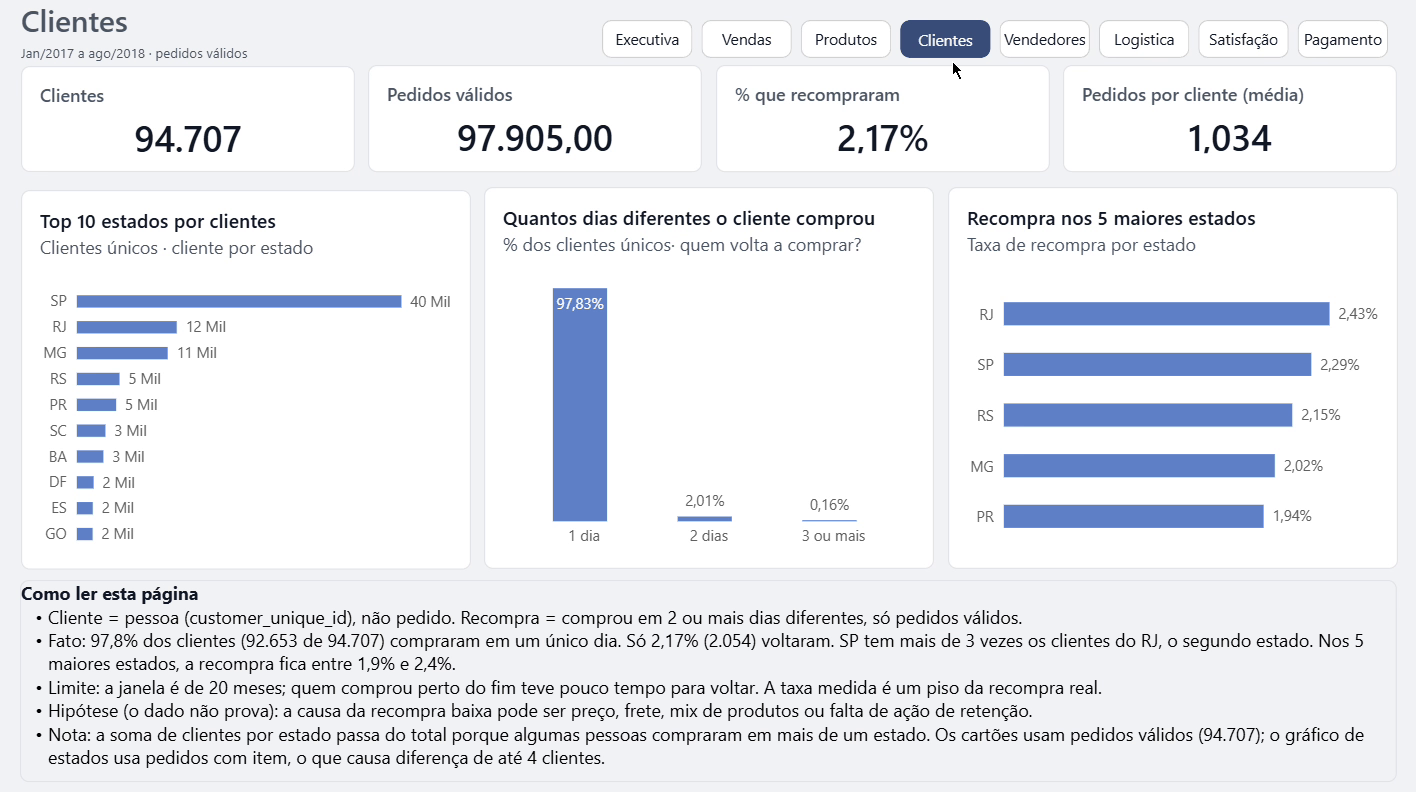 Clientes
Jan/2017 a ago/2018 · pedidos válidos
Executiva
Vendas
Produtos
Clientes
Vendedores
Logistica
Satisfação
Pagamento
Clientes
94.707
Pedidos válidos
97.905,00
% que recompraram
2,17%
Pedidos por cliente (média)
1,034
Top 10 estados por clientes
Clientes únicos · cliente por estado
SP 40 Mil
RJ 12 Mil
MG 11 Mil
RS 5 Mil
PR 5 Mil
SC 3 Mil
BA 3 Mil
DF 2 Mil
ES 2 Mil
GO 2 Mil
Quantos dias diferentes o cliente comprou
% dos clientes únicos· quem volta a comprar?
97,83%
2,01%
0,16%
1 dia
2 dias
3 ou mais
Recompra nos 5 maiores estados
Taxa de recompra por estado
RJ 2,43%
SP 2,29%
RS 2,15%
MG 2,02%
PR 1,94%
Como ler esta página
• Cliente = pessoa (customer_unique_id), não pedido. Recompra = comprou em 2 ou mais dias diferentes, só pedidos válidos.
• Fato: 97,8% dos clientes (92.653 de 94.707) compraram em um único dia. Só 2,17% (2.054) voltaram. SP tem mais de 3 vezes os clientes do RJ, o segundo estado. Nos 5
maiores estados, a recompra fica entre 1,9% e 2,4%.
• Limite: a janela é de 20 meses; quem comprou perto do fim teve pouco tempo para voltar. A taxa medida é um piso da recompra real.
• Hipótese (o dado não prova): a causa da recompra baixa pode ser preço, frete, mix de produtos ou falta de ação de retenção.
• Nota: a soma de clientes por estado passa do total porque algumas pessoas compraram em mais de um estado. Os cartões usam pedidos válidos (94.707); o gráfico de
estados usa pedidos com item, o que causa diferença de até 4 clientes.